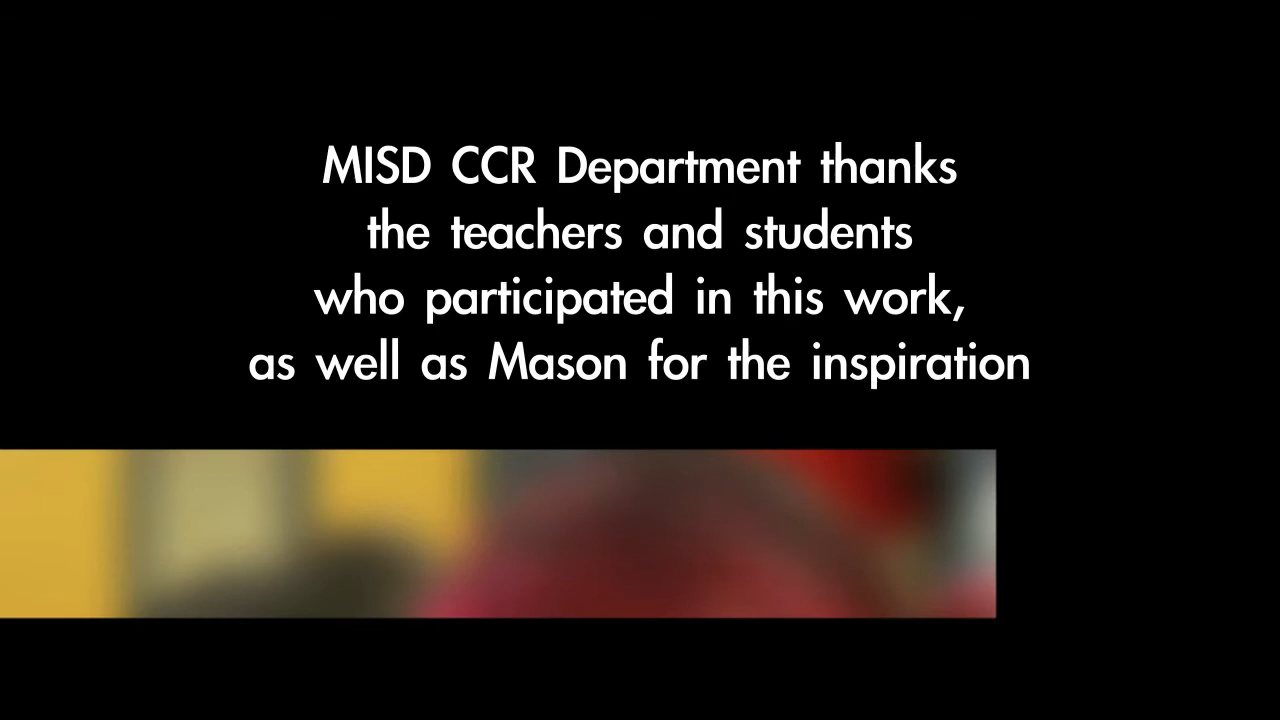 MISD CCR Department thanks
the teachers and students
who participated in this work,
as well as Mason for the inspiration